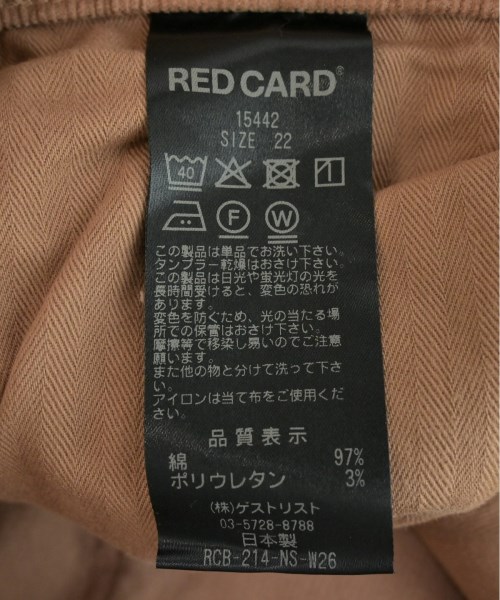 RED CARD®
15442
SIZE 22
40
F W
この製品は単品でお洗い下さい。
タンブラー乾燥はおさけ下さい。
この製品は日光や蛍光灯の光を
長時間受けると、変色の恐れが
あります。
変色を防ぐため、光の当たる場
所での保管はおさけ下さい。
摩擦等で移染し易いのでご注意
願います。
また他の物と分けて洗って下さ
い。
アイロンは当て布をご使用くだ
さい。
品質表示
綿 97%
ポリウレタン 3%
(株)ゲストリスト
03-5728-8788
日本製
RCB-214-NS-W26